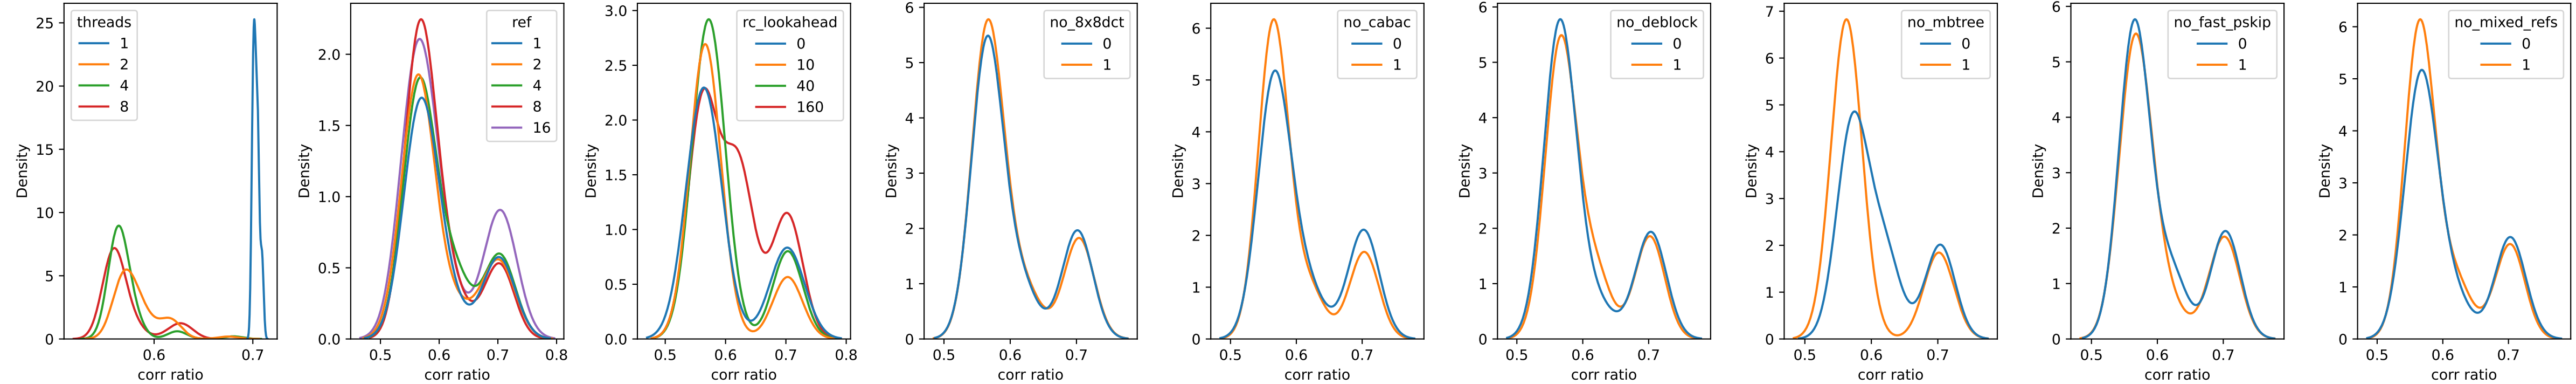 threads
1
2
4
8
25
20
15
10
5
0
0.6 0.7
Density
corr ratio
ref
1
2
4
8
16
2.0
1.5
1.0
0.5
0.0
0.5 0.6 0.7 0.8
Density
corr ratio
rc_lookahead
0
10
40
160
3.0
2.5
2.0
1.5
1.0
0.5
0.0
0.5 0.6 0.7 0.8
Density
corr ratio
no_8x8dct
0
1
6
5
4
3
2
1
0
0.5 0.6 0.7
Density
corr ratio
no_cabac
0
1
6
5
4
3
2
1
0
0.5 0.6 0.7
Density
corr ratio
no_deblock
0
1
6
5
4
3
2
1
0
0.5 0.6 0.7
Density
corr ratio
no_mbtree
0
1
7
6
5
4
3
2
1
0
0.5 0.6 0.7
Density
corr ratio
no_fast_pskip
0
1
6
5
4
3
2
1
0
0.5 0.6 0.7
Density
corr ratio
no_mixed_refs
0
1
6
5
4
3
2
1
0
0.5 0.6 0.7
Density
corr ratio